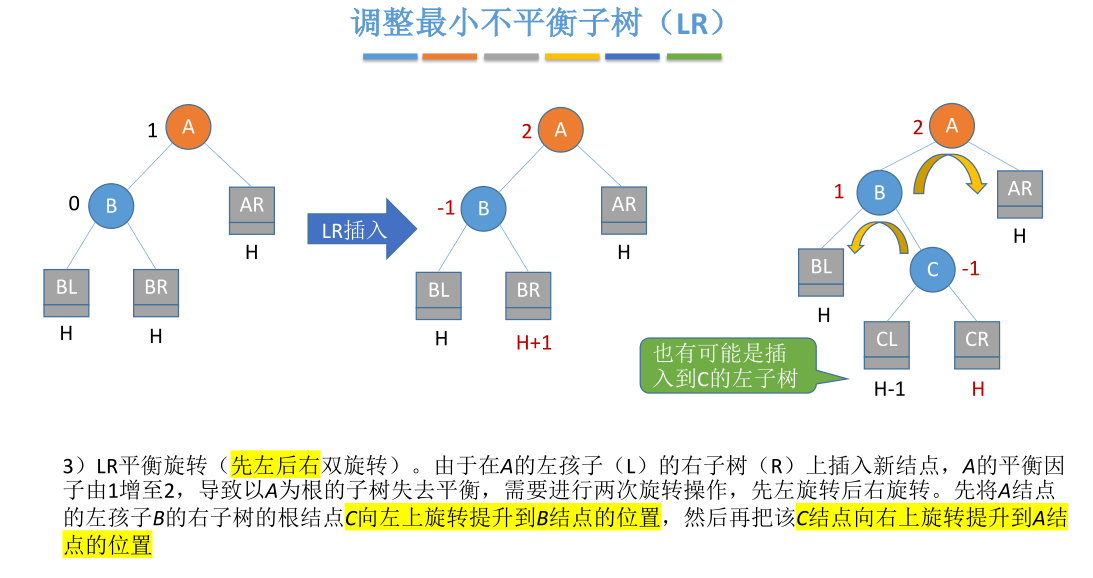 调整最小不平衡子树（LR）
1
A
0
B
AR
H
BL
BR
H
H
LR插入
2
A
-1
B
AR
H
BL
BR
H
H+1
2
A
1
B
AR
H
BL
H
C
-1
CL
CR
H-1
H
也有可能是插
入到C的左子树
3）LR平衡旋转（先左后右双旋转）。由于在A的左孩子（L）的右子树（R）上插入新结点，A的平衡因
子由1增至2，导致以A为根的子树失去平衡，需要进行两次旋转操作，先左旋转后右旋转。先将A结点
的左孩子B的右子树的根结点C向左上旋转提升到B结点的位置，然后再把该C结点向右上旋转提升到A结
点的位置